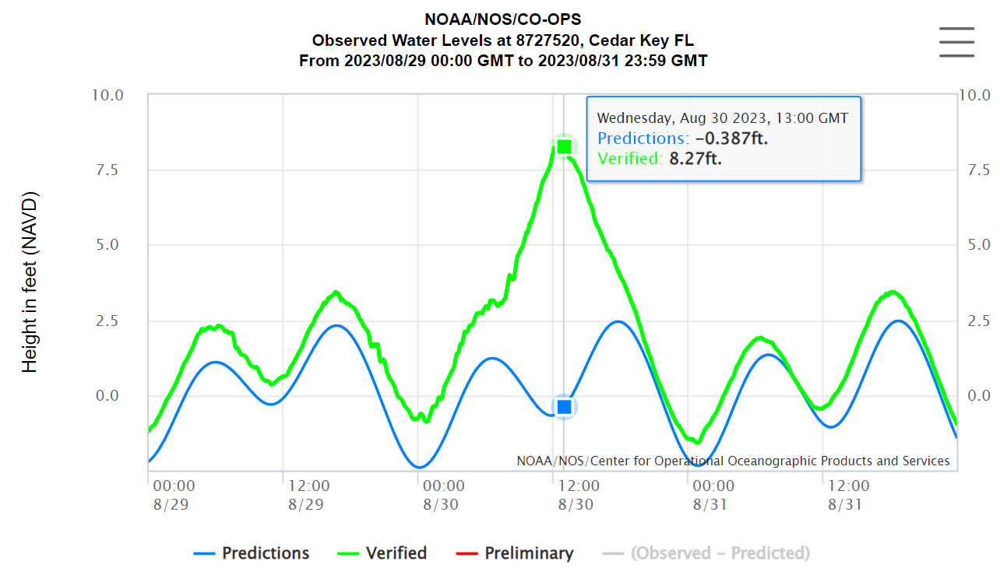 NOAA/NOS/CO-OPS
Observed Water Levels at 8727520, Cedar Key FL
From 2023/08/29 00:00 GMT to 2023/08/31 23:59 GMT
Height in feet (NAVD)
10.0
7.5
5.0
2.5
0.0
10.0
7.5
5.0
2.5
0.0
Wednesday, Aug 30 2023, 13:00 GMT
Predictions: −0.387ft.
Verified: 8.27ft.
NOAA/NOS/Center for Operational Oceanographic Products and Services
00:00
8/29
12:00
8/29
00:00
8/30
12:00
8/30
00:00
8/31
12:00
8/31
Predictions
Verified
Preliminary
(Observed - Predicted)